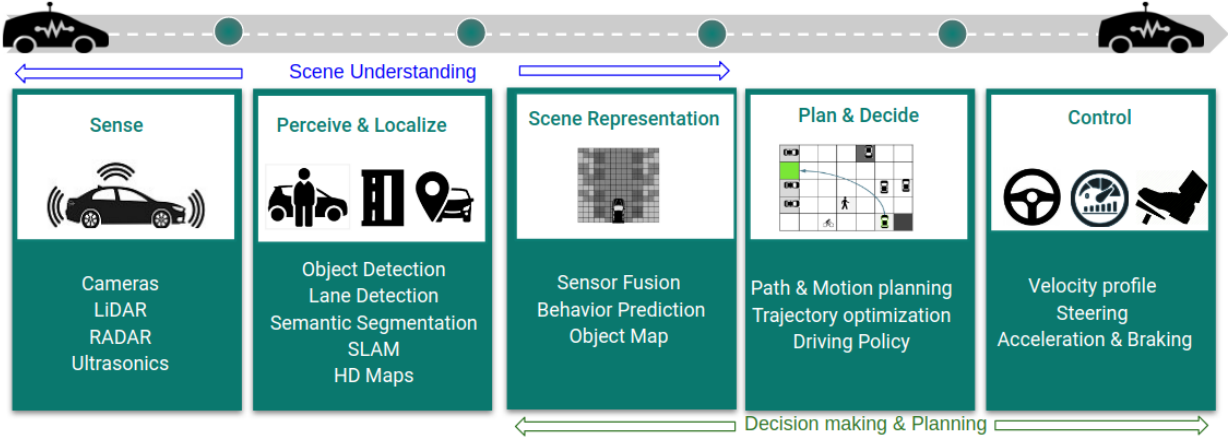 Scene Understanding
Sense
Cameras
LiDAR
RADAR
Ultrasonics
Perceive & Localize
Object Detection
Lane Detection
Semantic Segmentation
SLAM
HD Maps
Scene Representation
Sensor Fusion
Behavior Prediction
Object Map
Plan & Decide
Path & Motion planning
Trajectory optimization
Driving Policy
Control
Velocity profile
Steering
Acceleration & Braking
Decision making & Planning